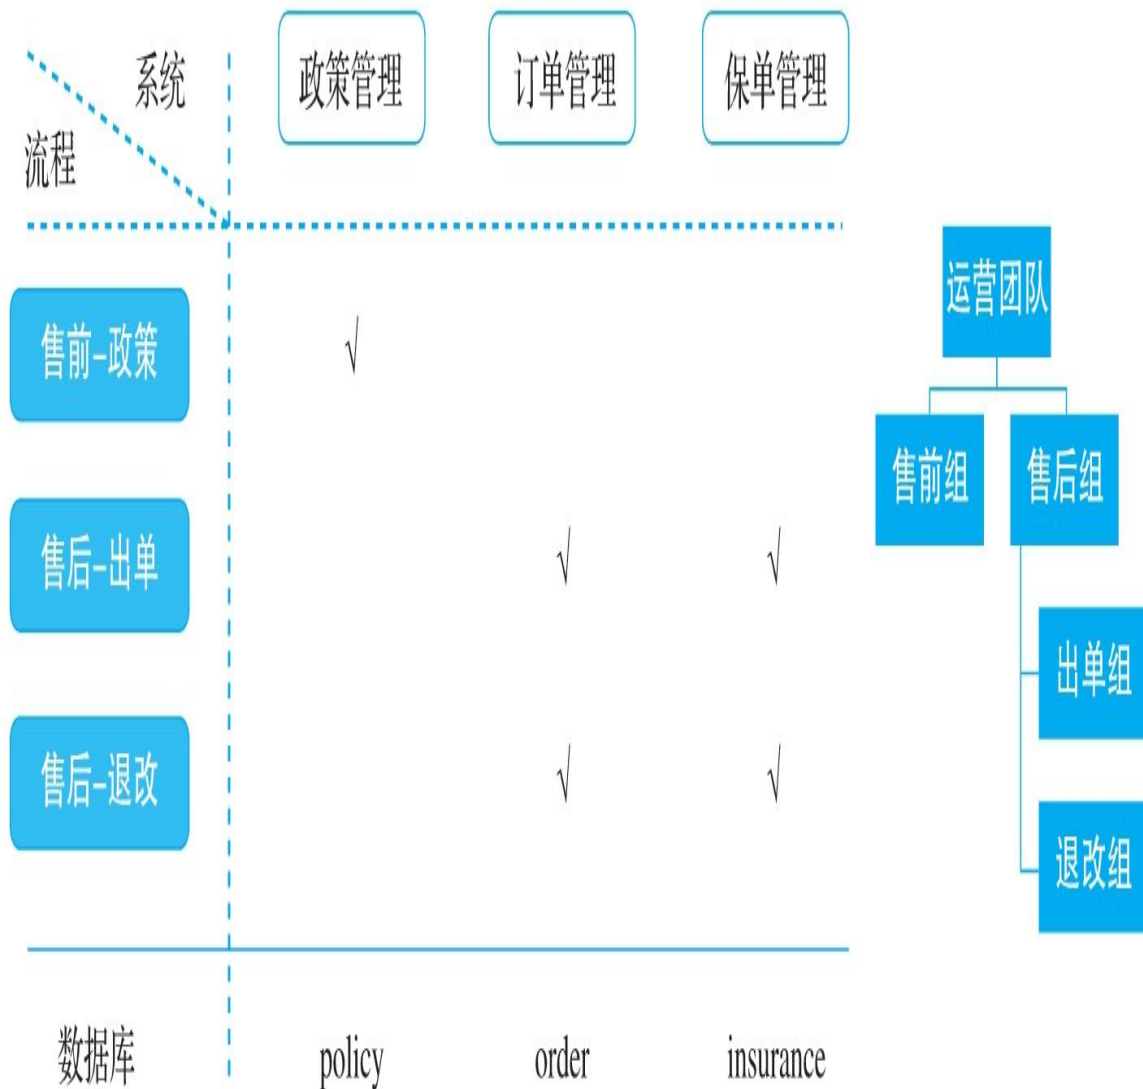 系统 政策管理 订单管理 保单管理
流程
运营团队
售前–政策 √
售前组 售后组
售后–出单 √ √
出单组
售后–退改 √ √
退改组
数据库 policy order insurance